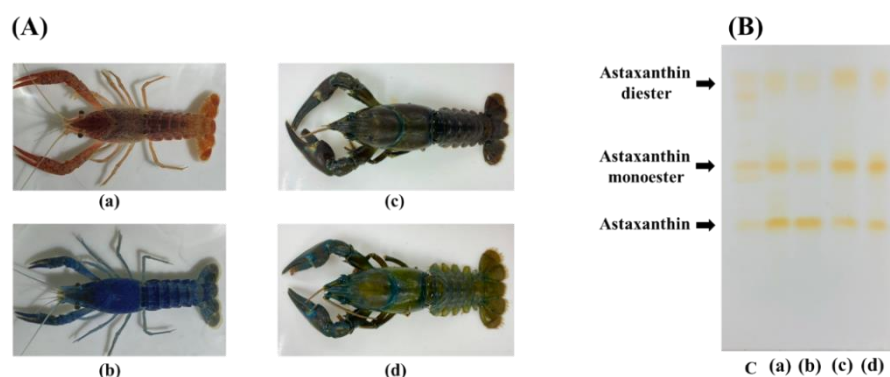 (A)
(B)
(a)
(c)
(b)
(d)
Astaxanthin
diester
Astaxanthin
monoester
Astaxanthin
C (a) (b) (c) (d)